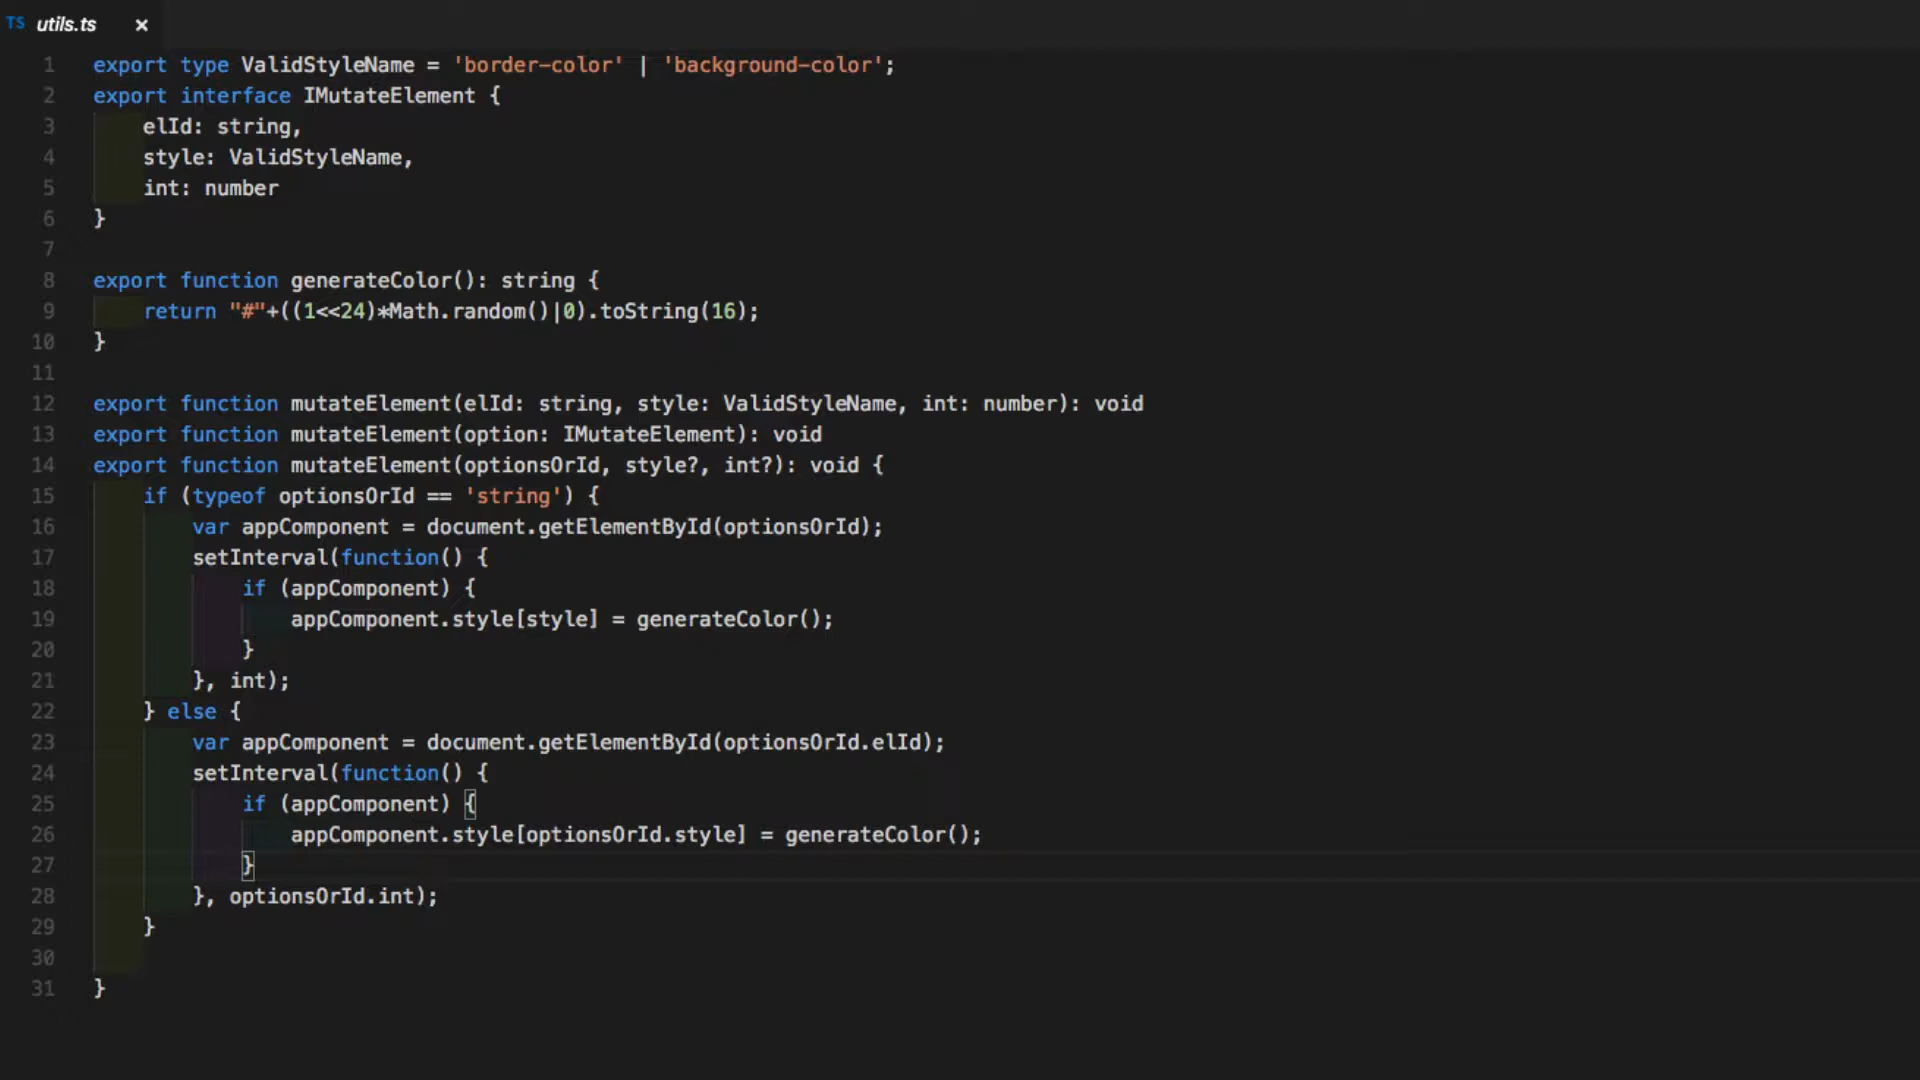 TS utils.ts ×
1 export type ValidStyleName = 'border-color' | 'background-color';
2 export interface IMutateElement {
3     elId: string,
4     style: ValidStyleName,
5     int: number
6 }
7
8 export function generateColor(): string {
9     return "#"+((1<<24)*Math.random()|0).toString(16);
10 }
11
12 export function mutateElement(elId: string, style: ValidStyleName, int: number): void
13 export function mutateElement(option: IMutateElement): void
14 export function mutateElement(optionsOrId, style?, int?): void {
15     if (typeof optionsOrId == 'string') {
16         var appComponent = document.getElementById(optionsOrId);
17         setInterval(function() {
18             if (appComponent) {
19                 appComponent.style[style] = generateColor();
20             }
21         }, int);
22     } else {
23         var appComponent = document.getElementById(optionsOrId.elId);
24         setInterval(function() {
25             if (appComponent) {
26                 appComponent.style[optionsOrId.style] = generateColor();
27             }
28         }, optionsOrId.int);
29     }
30
31 }